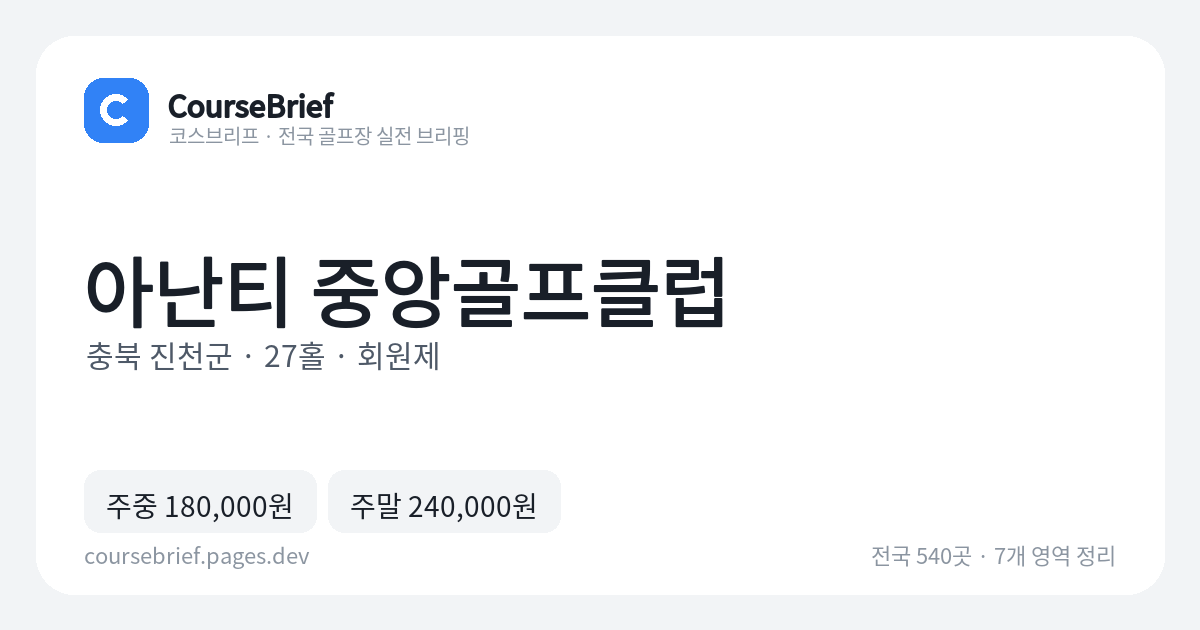 C
CourseBrief
코스브리프 · 전국 골프장 실전 브리핑
아난티 중앙골프클럽
충북 진천군 · 27홀 · 회원제
주중 180,000원 주말 240,000원
coursebrief.pages.dev 전국 540곳 · 7개 영역 정리